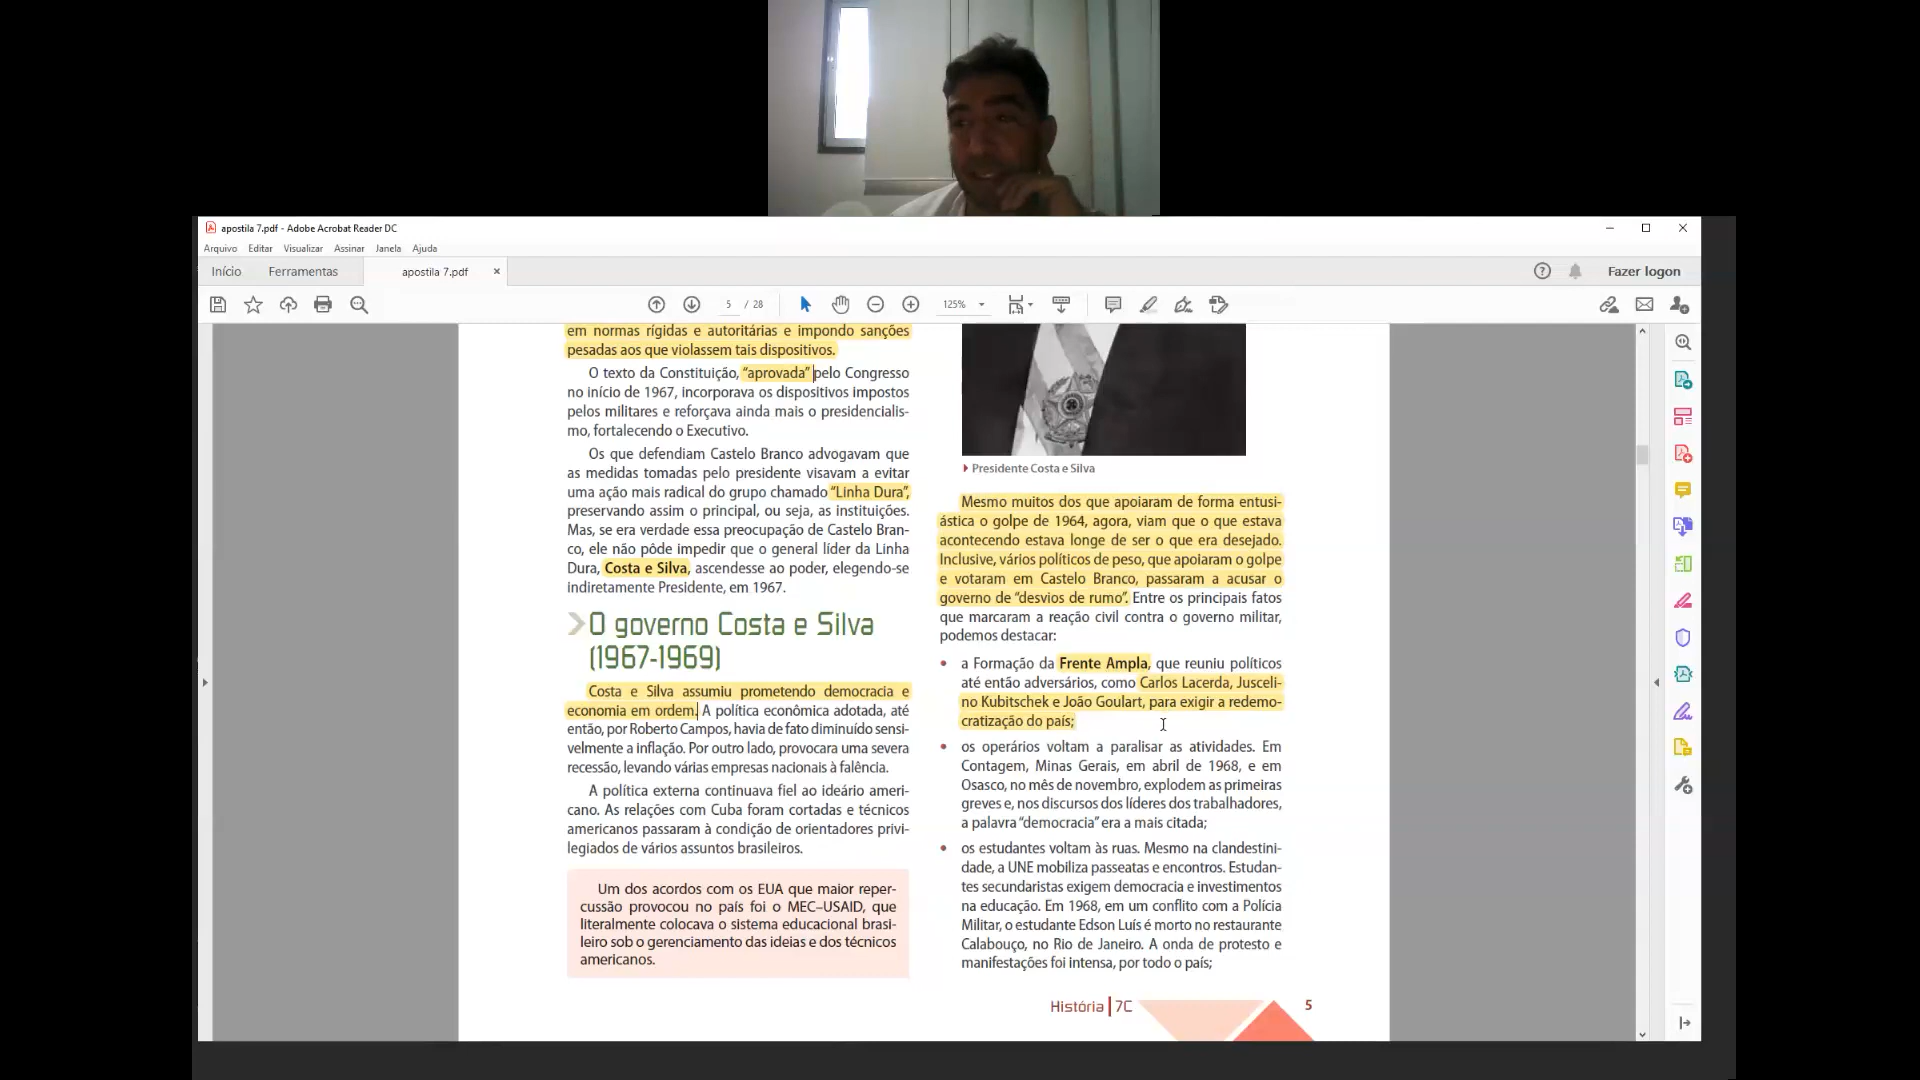 apostila 7.pdf - Adobe Acrobat Reader DC
Arquivo Editar Visualizar Assinar Janela Ajuda
Início Ferramentas apostila 7.pdf × Fazer logon
5 / 28 125%
em normas rígidas e autoritárias e impondo sanções
pesadas aos que violassem tais dispositivos.
O texto da Constituição, “aprovada” pelo Congresso
no início de 1967, incorporava os dispositivos impostos
pelos militares e reforçava ainda mais o presidencialis-
mo, fortalecendo o Executivo.
Os que defendiam Castelo Branco advogavam que
as medidas tomadas pelo presidente visavam a evitar
uma ação mais radical do grupo chamado “Linha Dura”,
preservando assim o principal, ou seja, as instituições.
Mas, se era verdade essa preocupação de Castelo Bran-
co, ele não pôde impedir que o general líder da Linha
Dura, Costa e Silva, ascendesse ao poder, elegendo-se
indiretamente Presidente, em 1967.
O governo Costa e Silva
(1967-1969)
Costa e Silva assumiu prometendo democracia e
economia em ordem. A política econômica adotada, até
então, por Roberto Campos, havia de fato diminuído sensi-
velmente a inflação. Por outro lado, provocara uma severa
recessão, levando várias empresas nacionais à falência.
A política externa continuava fiel ao ideário ameri-
cano. As relações com Cuba foram cortadas e técnicos
americanos passaram à condição de orientadores privi-
legiados de vários assuntos brasileiros.
Um dos acordos com os EUA que maior reper-
cussão provocou no país foi o MEC–USAID, que
literalmente colocava o sistema educacional brasi-
leiro sob o gerenciamento das ideias e dos técnicos
americanos.
Presidente Costa e Silva
Mesmo muitos dos que apoiaram de forma entusi-
ástica o golpe de 1964, agora, viam que o que estava
acontecendo estava longe de ser o que era desejado.
Inclusive, vários políticos de peso, que apoiaram o golpe
e votaram em Castelo Branco, passaram a acusar o
governo de “desvios de rumo”. Entre os principais fatos
que marcaram a reação civil contra o governo militar,
podemos destacar:
• a Formação da Frente Ampla, que reuniu políticos
até então adversários, como Carlos Lacerda, Jusceli-
no Kubitschek e João Goulart, para exigir a redemo-
cratização do país;
• os operários voltam a paralisar as atividades. Em
Contagem, Minas Gerais, em abril de 1968, e em
Osasco, no mês de novembro, explodem as primeiras
greves e, nos discursos dos líderes dos trabalhadores,
a palavra “democracia” era a mais citada;
• os estudantes voltam às ruas. Mesmo na clandestini-
dade, a UNE mobiliza passeatas e encontros. Estudan-
tes secundaristas exigem democracia e investimentos
na educação. Em 1968, em um conflito com a Polícia
Militar, o estudante Edson Luís é morto no restaurante
Calabouço, no Rio de Janeiro. A onda de protesto e
manifestações foi intensa, por todo o país;
História | 7C 5